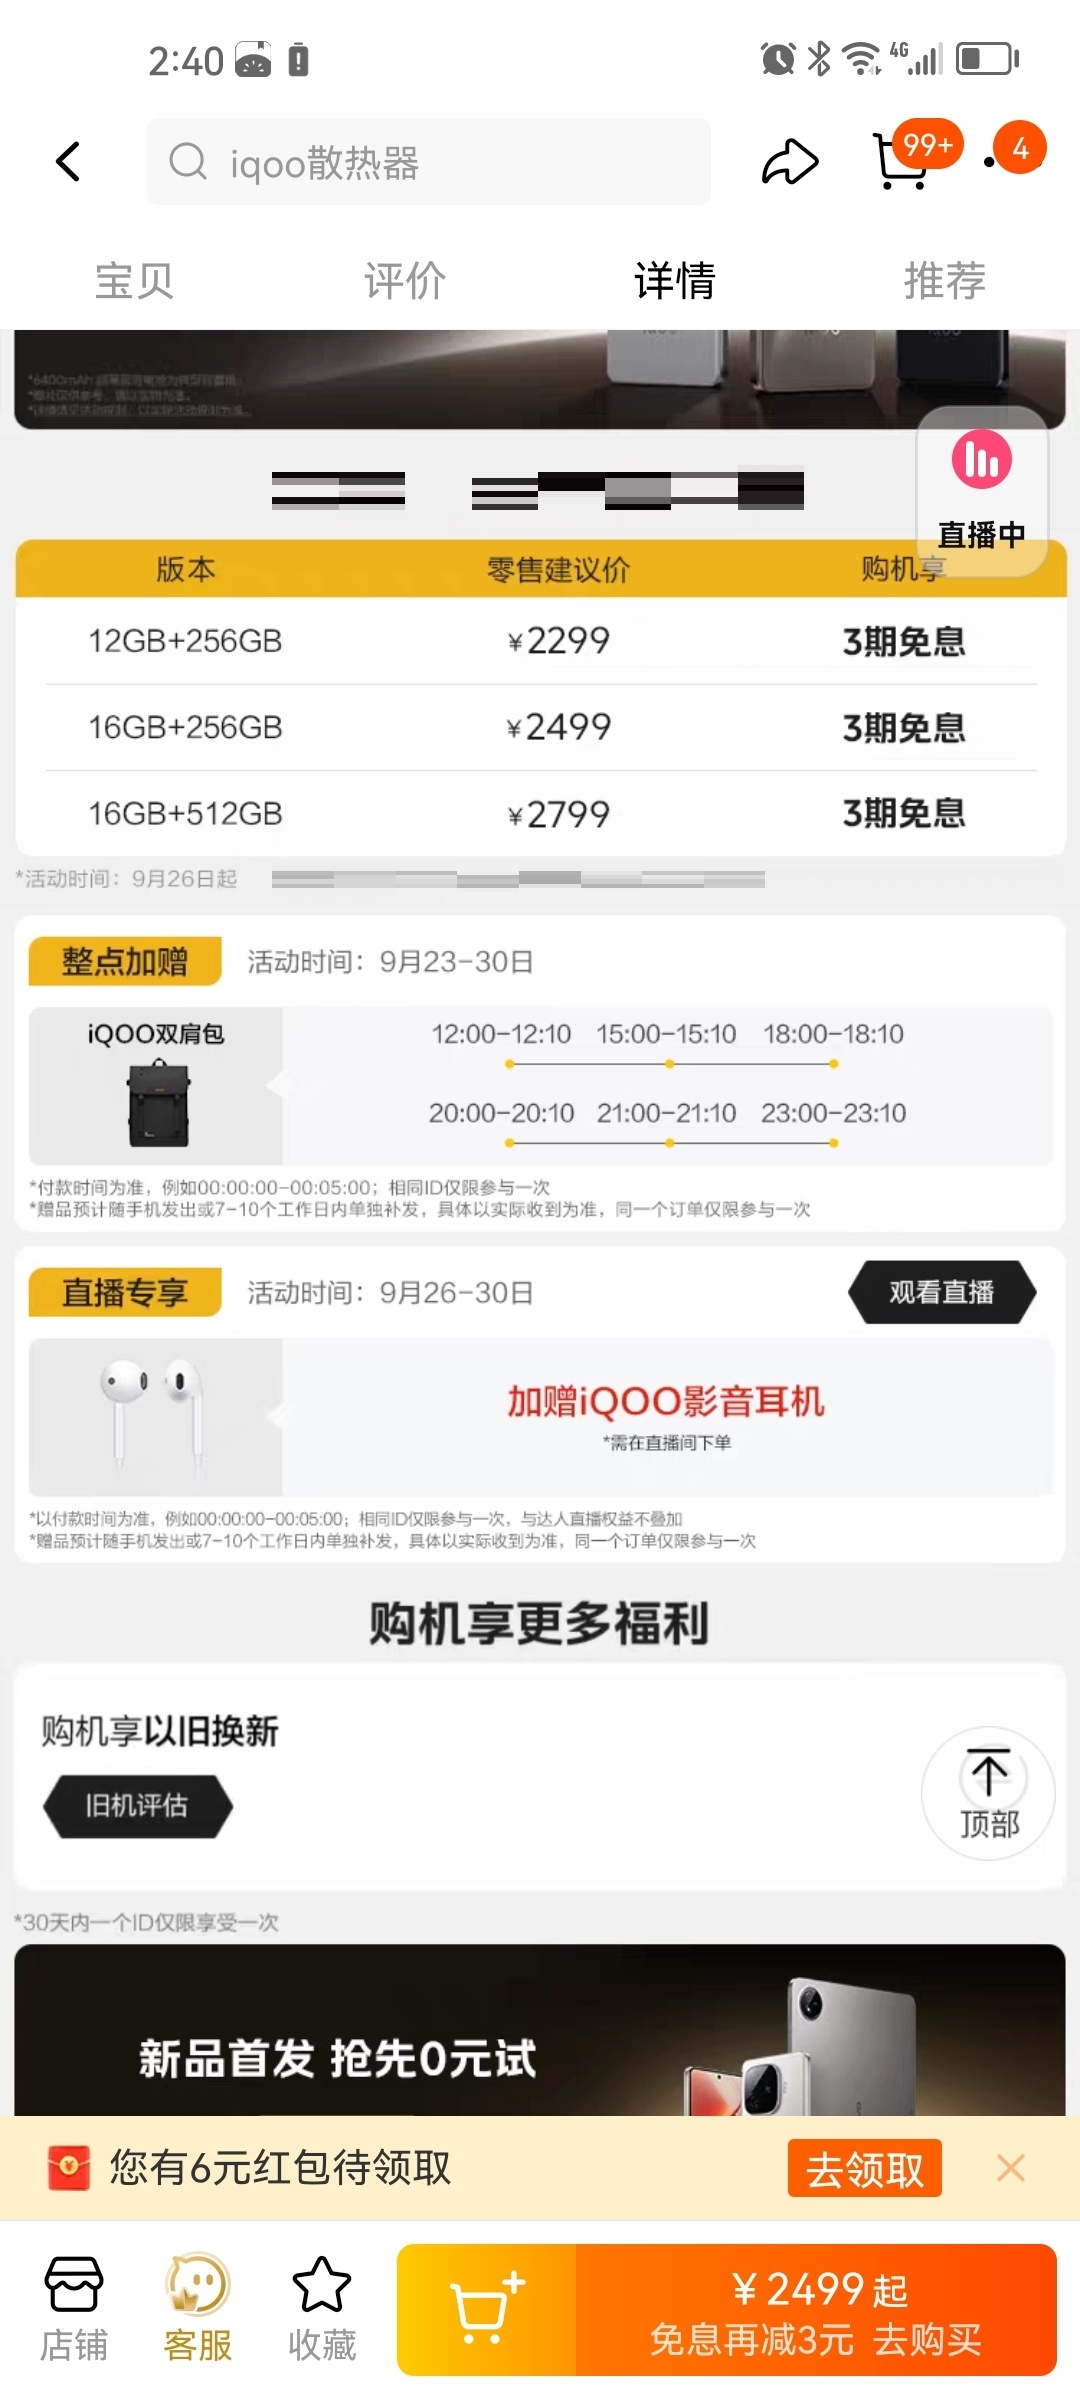 2:40
4G
iqoo散热器
99+
4
宝贝 评价 详情 推荐
直播中
版本 零售建议价 购机享
12GB+256GB ¥2299 3期免息
16GB+256GB ¥2499 3期免息
16GB+512GB ¥2799 3期免息
*活动时间：9月26日起
整点加赠 活动时间：9月23-30日
iQOO双肩包
12:00-12:10 15:00-15:10 18:00-18:10
20:00-20:10 21:00-21:10 23:00-23:10
*付款时间为准，例如00:00:00-00:05:00；相同ID仅限参与一次
*赠品预计随手机发出或7-10个工作日内单独补发，具体以实际收到为准，同一个订单仅限参与一次
直播专享 活动时间：9月26-30日 观看直播
加赠iQOO影音耳机
*需在直播间下单
*以付款时间为准，例如00:00:00-00:05:00；相同ID仅限参与一次，与达人直播权益不叠加
*赠品预计随手机发出或7-10个工作日内单独补发，具体以实际收到为准，同一个订单仅限参与一次
购机享更多福利
购机享以旧换新
旧机评估
顶部
*30天内一个ID仅限享受一次
新品首发 抢先0元试
您有6元红包待领取 去领取
店铺 客服 收藏
¥2499起
免息再减3元 去购买